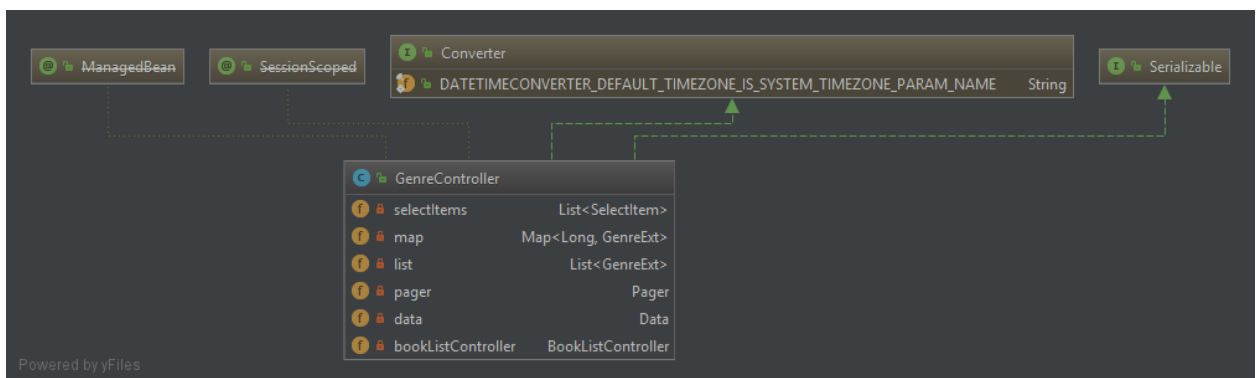 ManagedBean
SessionScoped
Converter
DATETIMECONVERTER_DEFAULT_TIMEZONE_IS_SYSTEM_TIMEZONE_PARAM_NAME String
Serializable
GenreController
selectItems List<SelectItem>
map Map<Long, GenreExt>
list List<GenreExt>
pager Pager
data Data
bookListController BookListController
Powered by yFiles